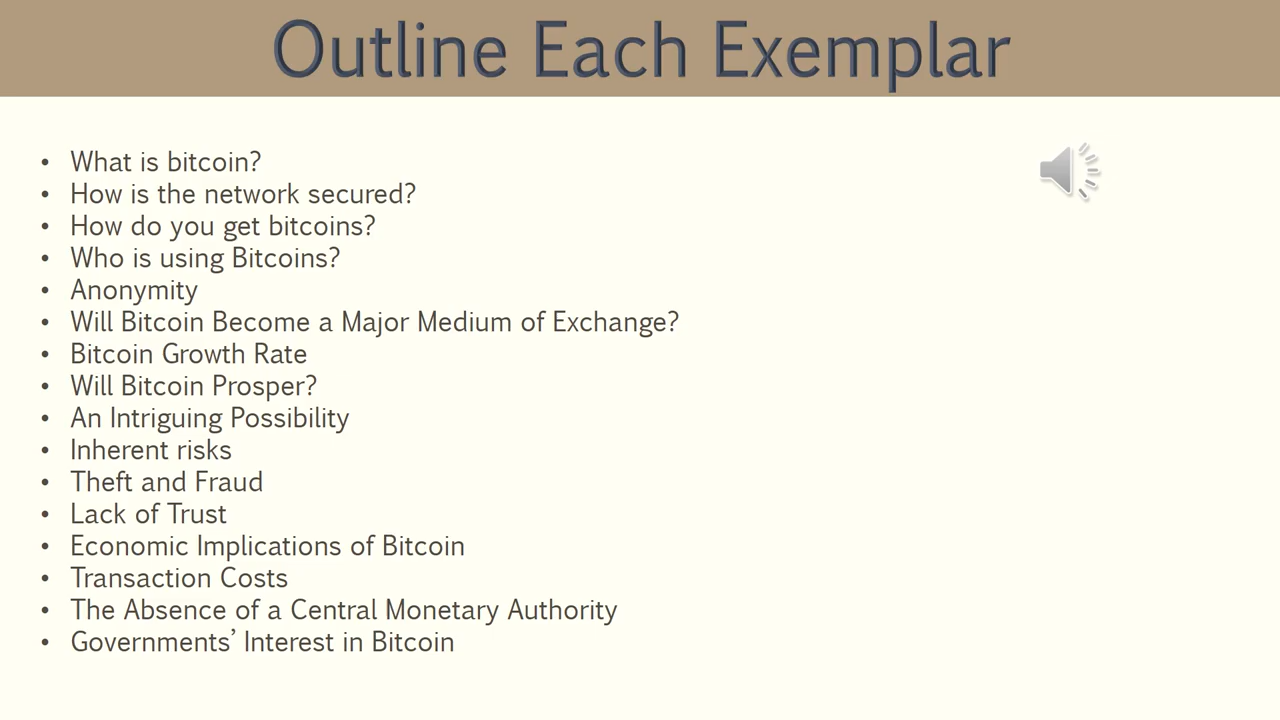 Outline Each Exemplar
• What is bitcoin?
• How is the network secured?
• How do you get bitcoins?
• Who is using Bitcoins?
• Anonymity
• Will Bitcoin Become a Major Medium of Exchange?
• Bitcoin Growth Rate
• Will Bitcoin Prosper?
• An Intriguing Possibility
• Inherent risks
• Theft and Fraud
• Lack of Trust
• Economic Implications of Bitcoin
• Transaction Costs
• The Absence of a Central Monetary Authority
• Governments’ Interest in Bitcoin